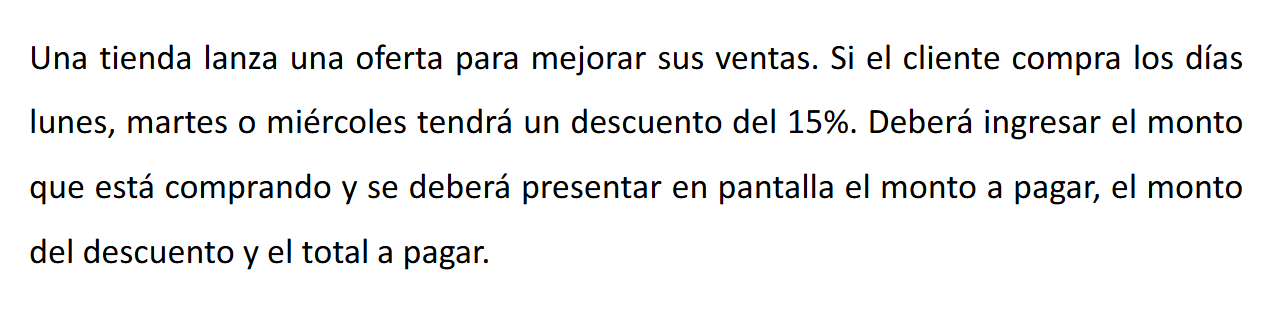 Una tienda lanza una oferta para mejorar sus ventas. Si el cliente compra los días
lunes, martes o miércoles tendrá un descuento del 15%. Deberá ingresar el monto
que está comprando y se deberá presentar en pantalla el monto a pagar, el monto
del descuento y el total a pagar.